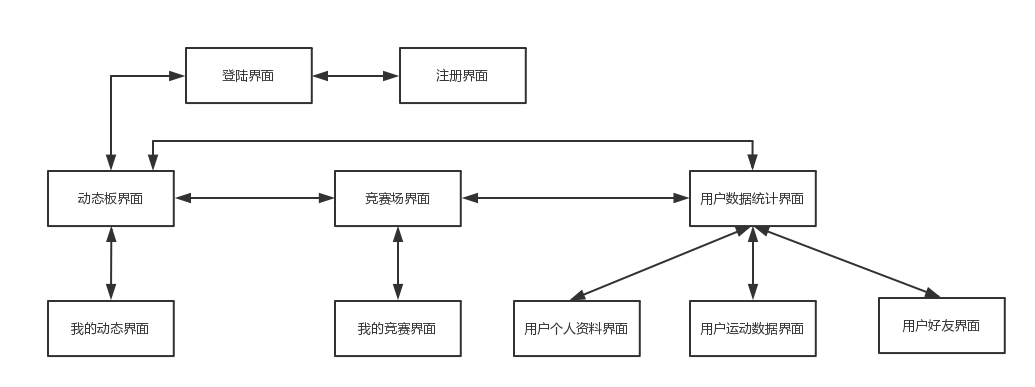 登陆界面
注册界面
动态板界面
竞赛场界面
用户数据统计界面
我的动态界面
我的竞赛界面
用户个人资料界面
用户运动数据界面
用户好友界面